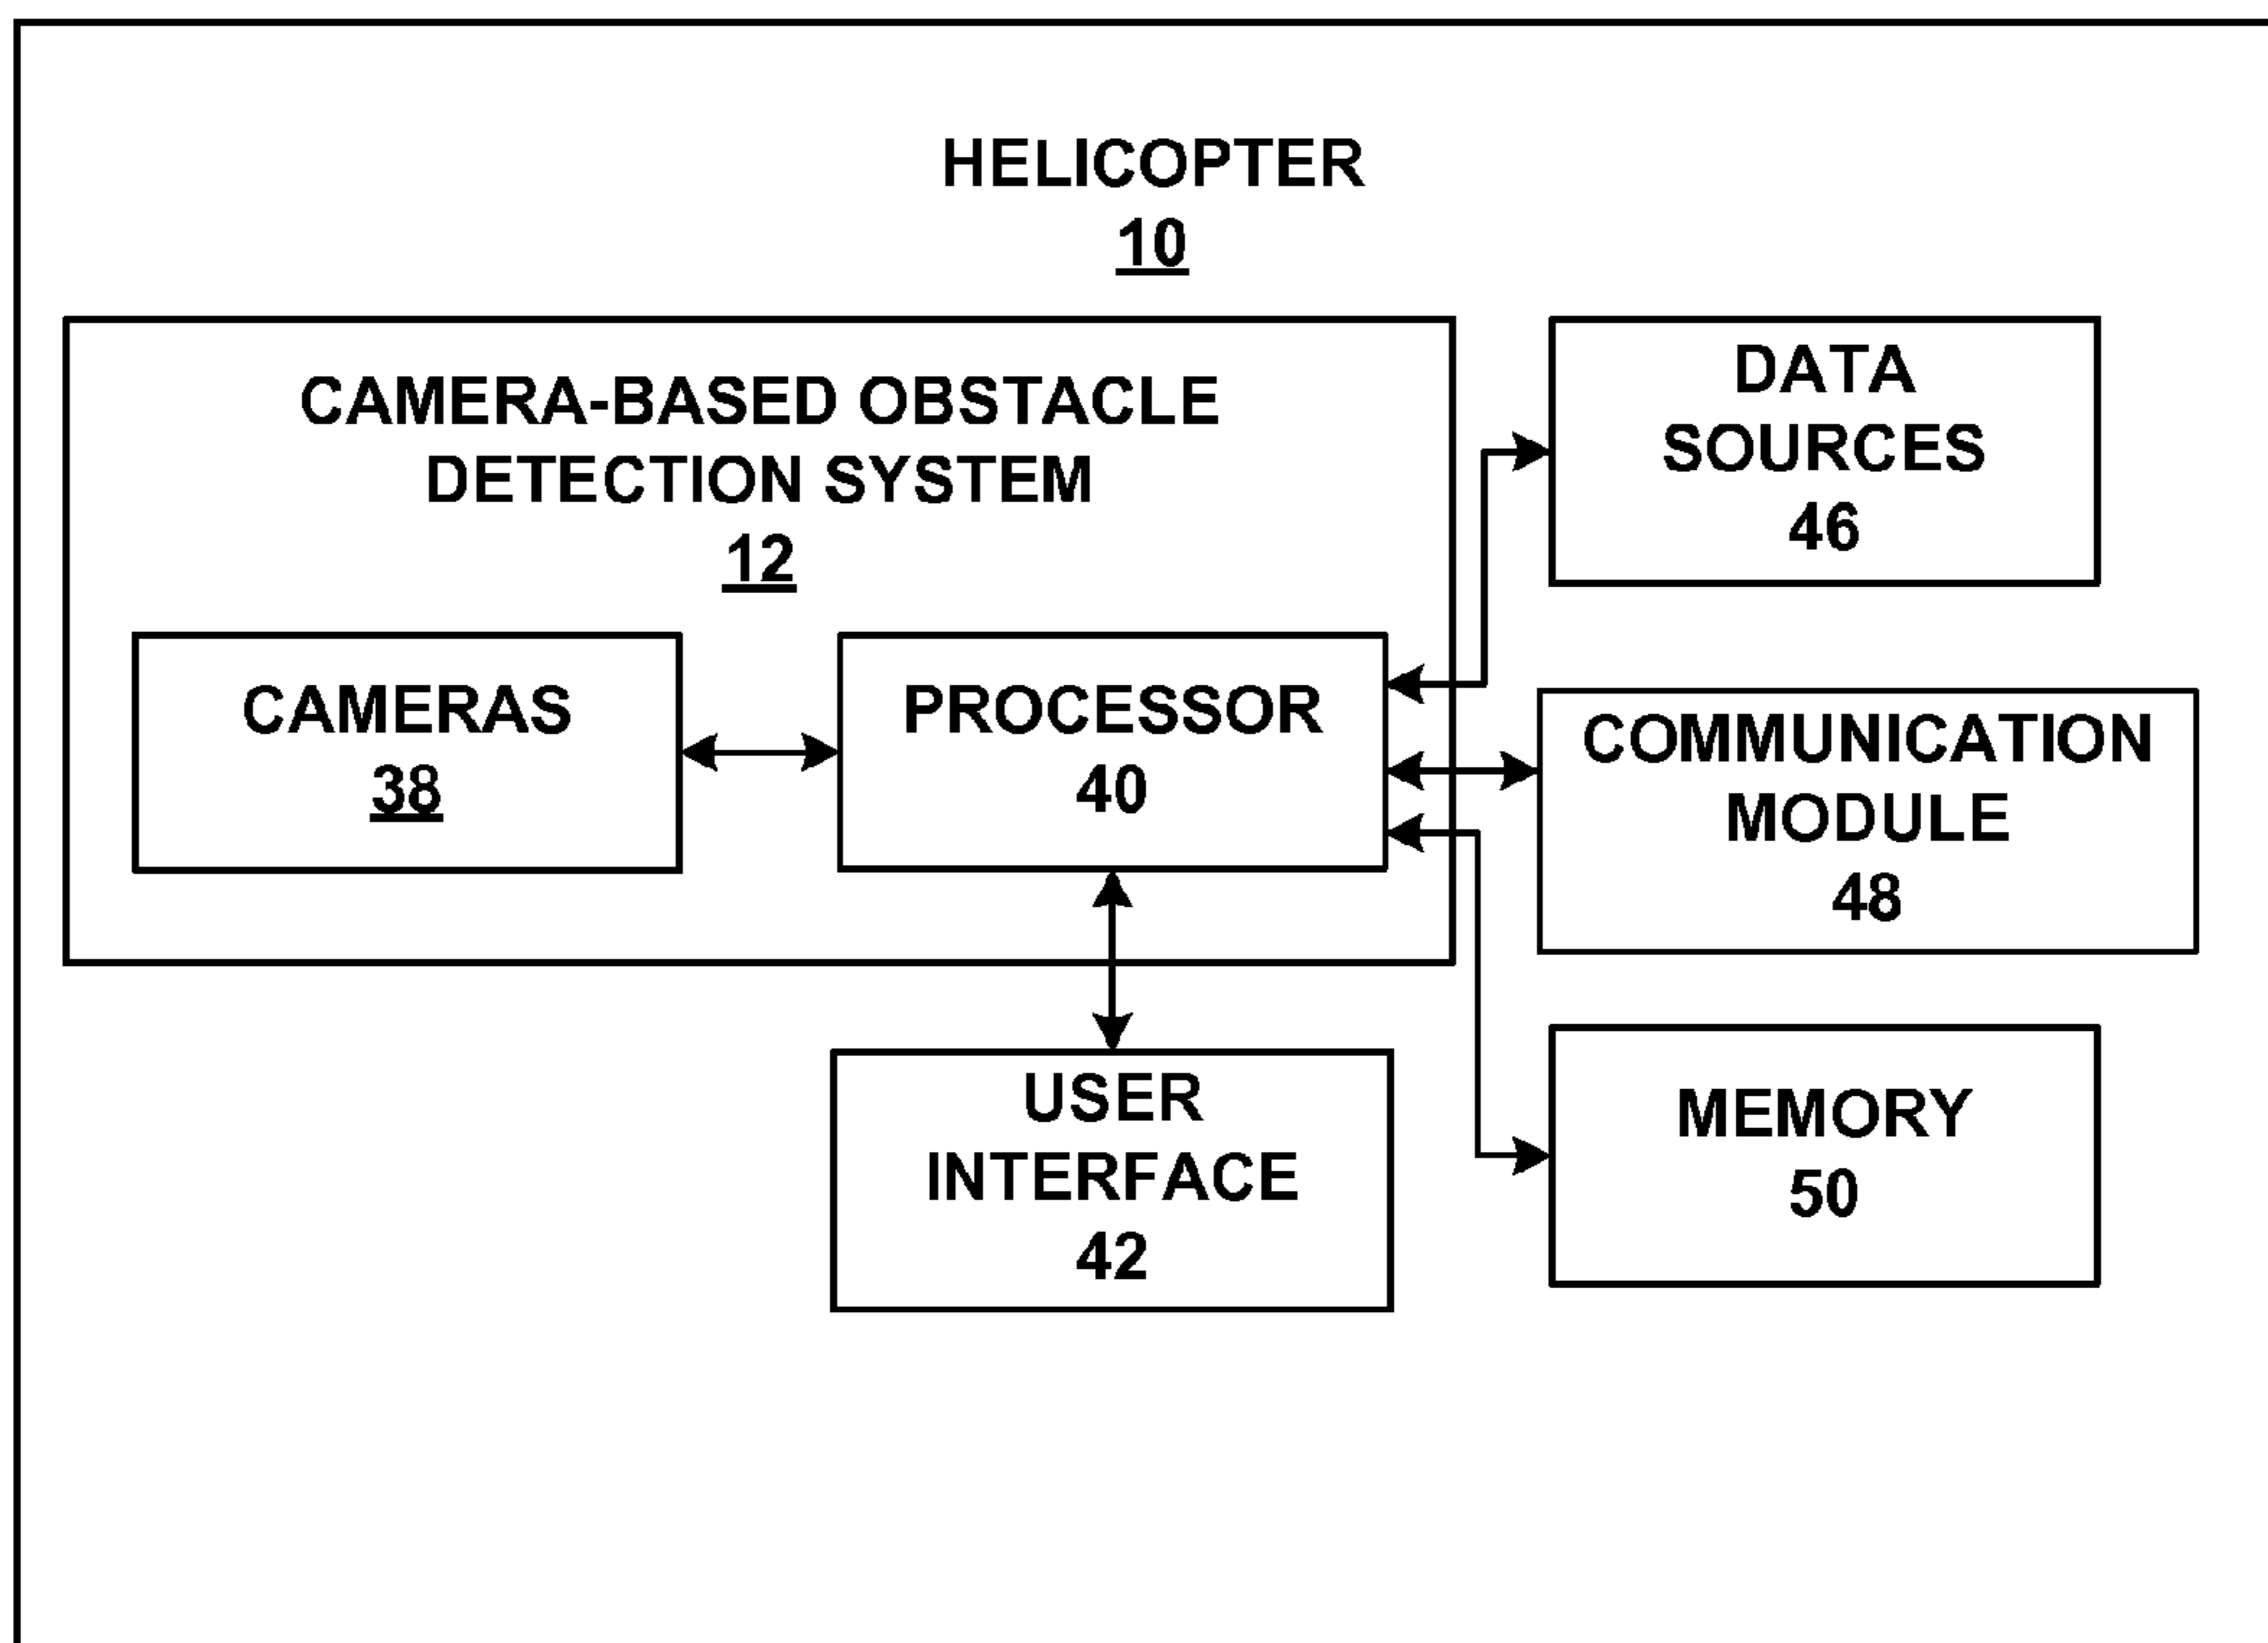 HELICOPTER
10
CAMERA-BASED OBSTACLE
DETECTION SYSTEM
12
CAMERAS
38
PROCESSOR
40
DATA
SOURCES
46
COMMUNICATION
MODULE
48
USER
INTERFACE
42
MEMORY
50